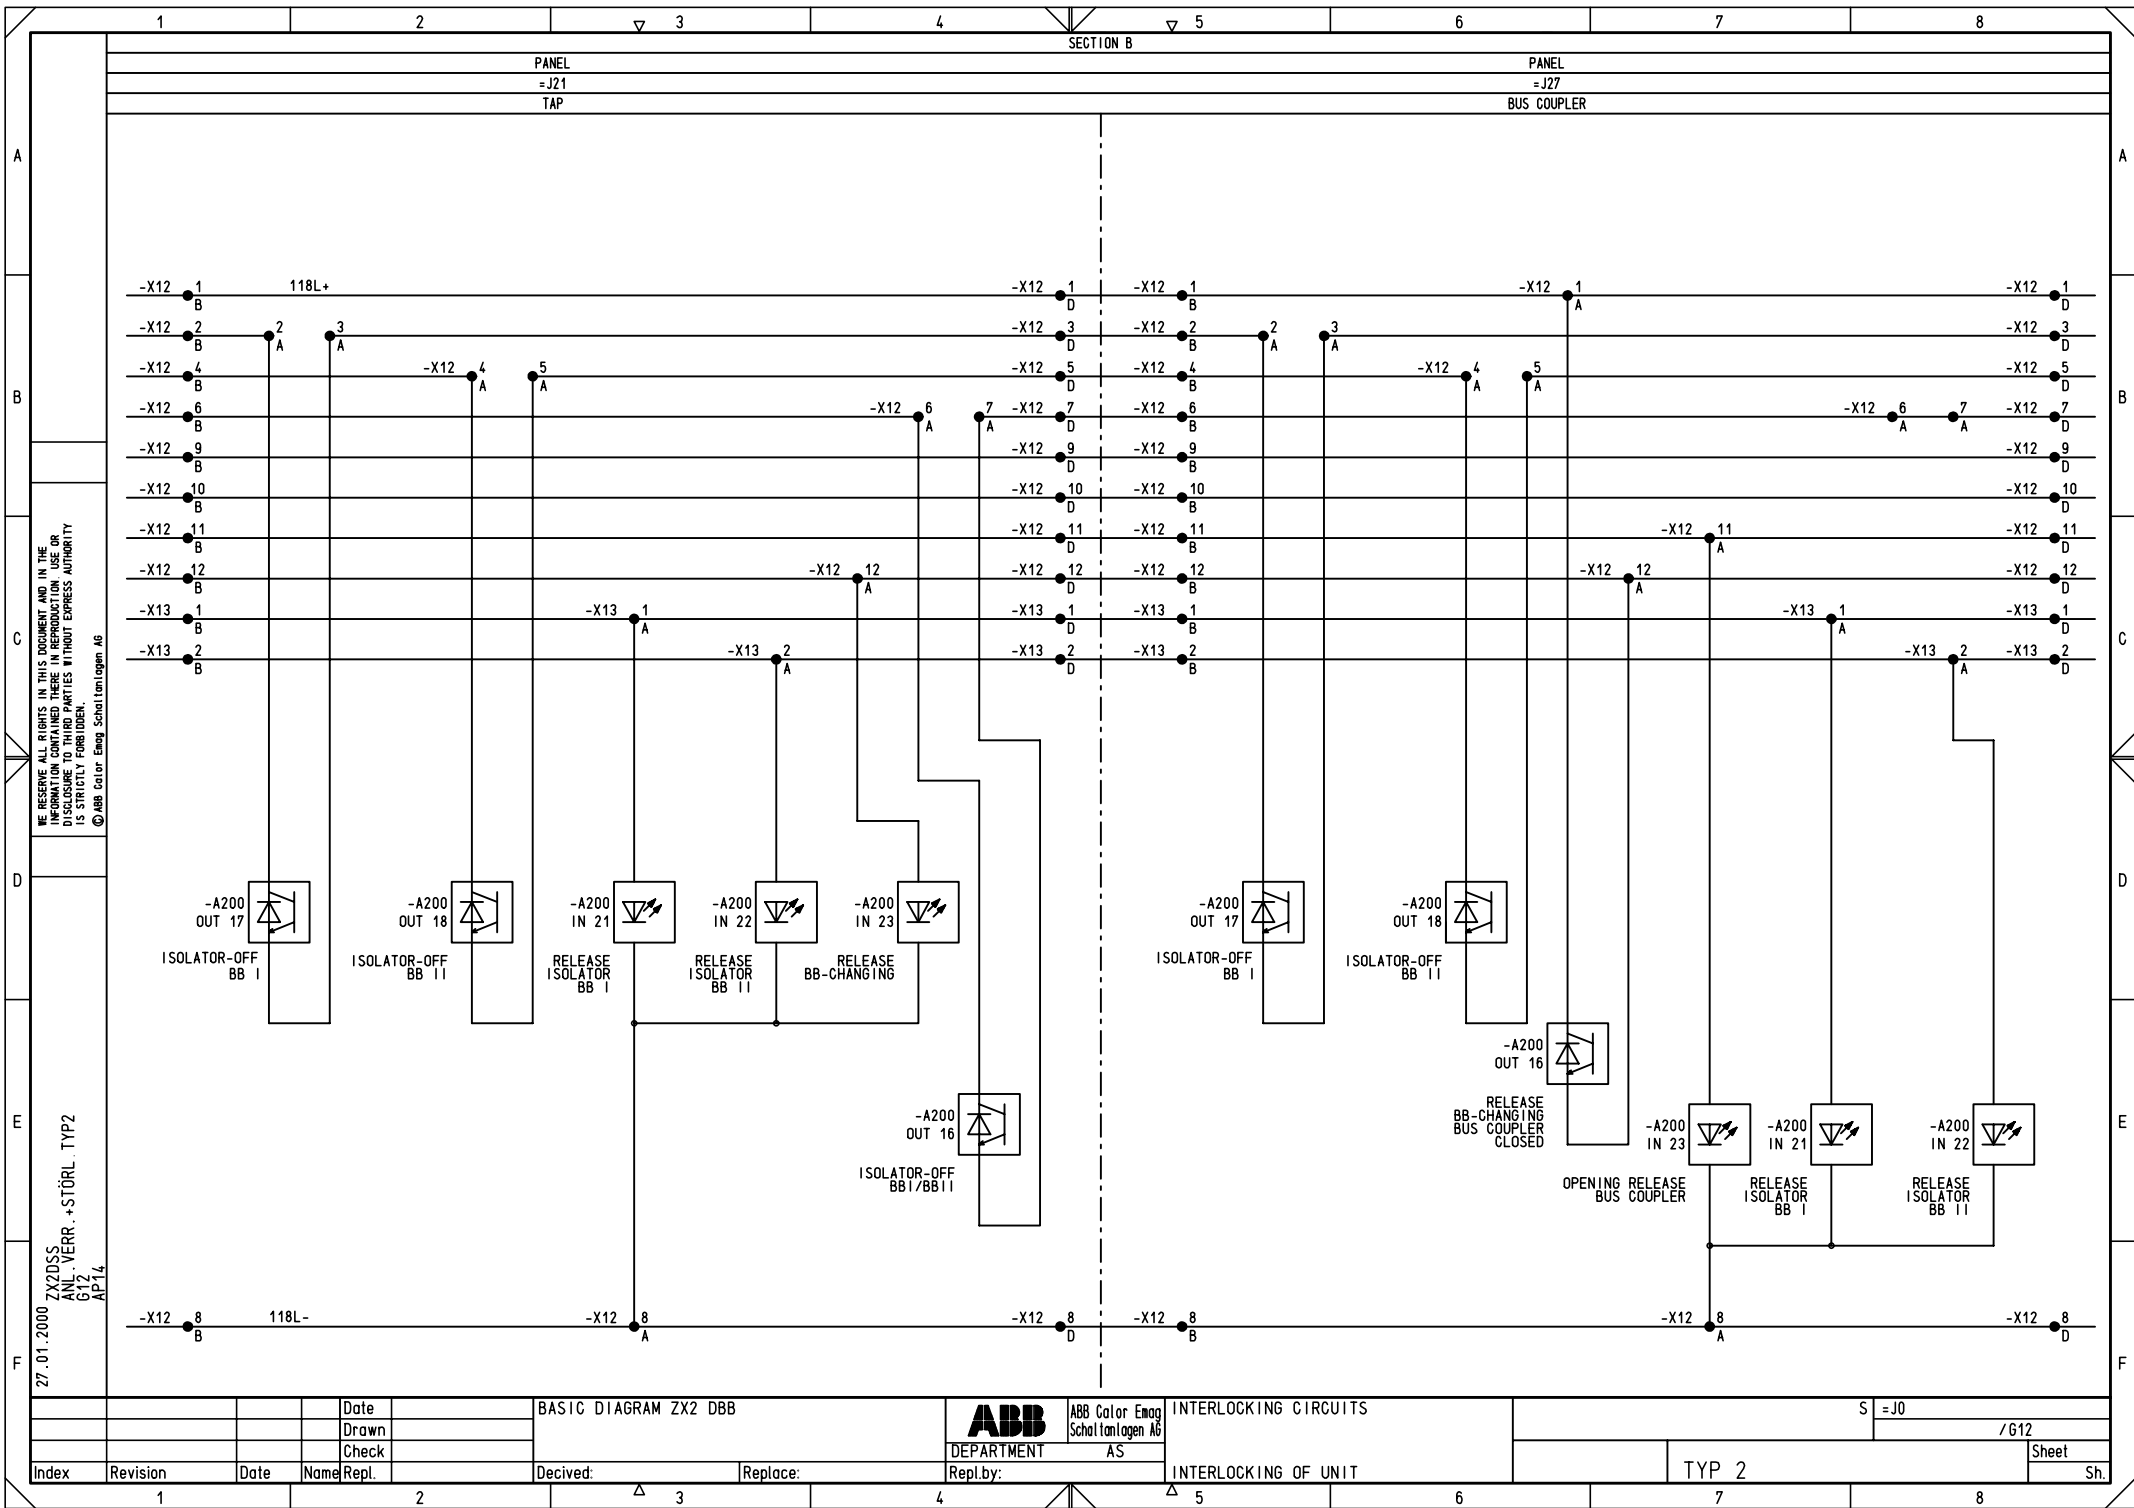 1 2 3 4 5 6 7 8
SECTION B
PANEL PANEL
=J21 =J27
TAP BUS COUPLER
A A
-X12 1 B 118L+ -X12 1 D -X12 1 B -X12 1 A -X12 1 D
-X12 2 B 2 A 3 A -X12 3 D -X12 2 B 2 A 3 A -X12 3 D
-X12 4 B -X12 4 A 5 A -X12 5 D -X12 4 B -X12 4 A 5 A -X12 5 D
B B
-X12 6 B -X12 6 A 7 A -X12 7 D -X12 6 B -X12 6 A 7 A -X12 7 D
-X12 9 B -X12 9 D -X12 9 B -X12 9 D
-X12 10 B -X12 10 D -X12 10 B -X12 10 D
-X12 11 B -X12 11 D -X12 11 B -X12 11 A -X12 11 D
-X12 12 B -X12 12 A -X12 12 D -X12 12 B -X12 12 A -X12 12 D
-X13 1 B -X13 1 A -X13 1 D -X13 1 B -X13 1 A -X13 1 D
C C
-X13 2 B -X13 2 A -X13 2 D -X13 2 B -X13 2 A -X13 2 D
WE RESERVE ALL RIGHTS IN THIS DOCUMENT AND IN THE
INFORMATION CONTAINED THERE IN REPRODUCTION. USE OR
DISCLOSURE TO THIRD PARTIES WITHOUT EXPRESS AUTHORITY
IS STRICTLY FORBIDDEN.
© ABB Calor Emag Schaltanlagen AG
D D
-A200
OUT 17
ISOLATOR-OFF
BB I
-A200
OUT 18
ISOLATOR-OFF
BB II
-A200
IN 21
RELEASE
ISOLATOR
BB I
-A200
IN 22
RELEASE
ISOLATOR
BB II
-A200
IN 23
RELEASE
BB-CHANGING
-A200
OUT 17
ISOLATOR-OFF
BB I
-A200
OUT 18
ISOLATOR-OFF
BB II
-A200
OUT 16
RELEASE
BB-CHANGING
BUS COUPLER
CLOSED
E E
-A200
OUT 16
ISOLATOR-OFF
BBI/BBII
-A200
IN 23
OPENING RELEASE
BUS COUPLER
-A200
IN 21
RELEASE
ISOLATOR
BB I
-A200
IN 22
RELEASE
ISOLATOR
BB II
27.01.2000
ZX2DSS
ANL.VERR.+STÖRL.TYP2
G12
AP14
-X12 8 B 118L- -X12 8 A -X12 8 D -X12 8 B -X12 8 A -X12 8 D
F F
Date BASIC DIAGRAM ZX2 DBB ABB ABB Calor Emag INTERLOCKING CIRCUITS S =J0
Drawn Schaltanlagen AG /G12
Check DEPARTMENT AS Sheet
Index Revision Date Name Repl. Decived: Replace: Repl.by: INTERLOCKING OF UNIT TYP 2 Sh.
1 2 3 4 5 6 7 8